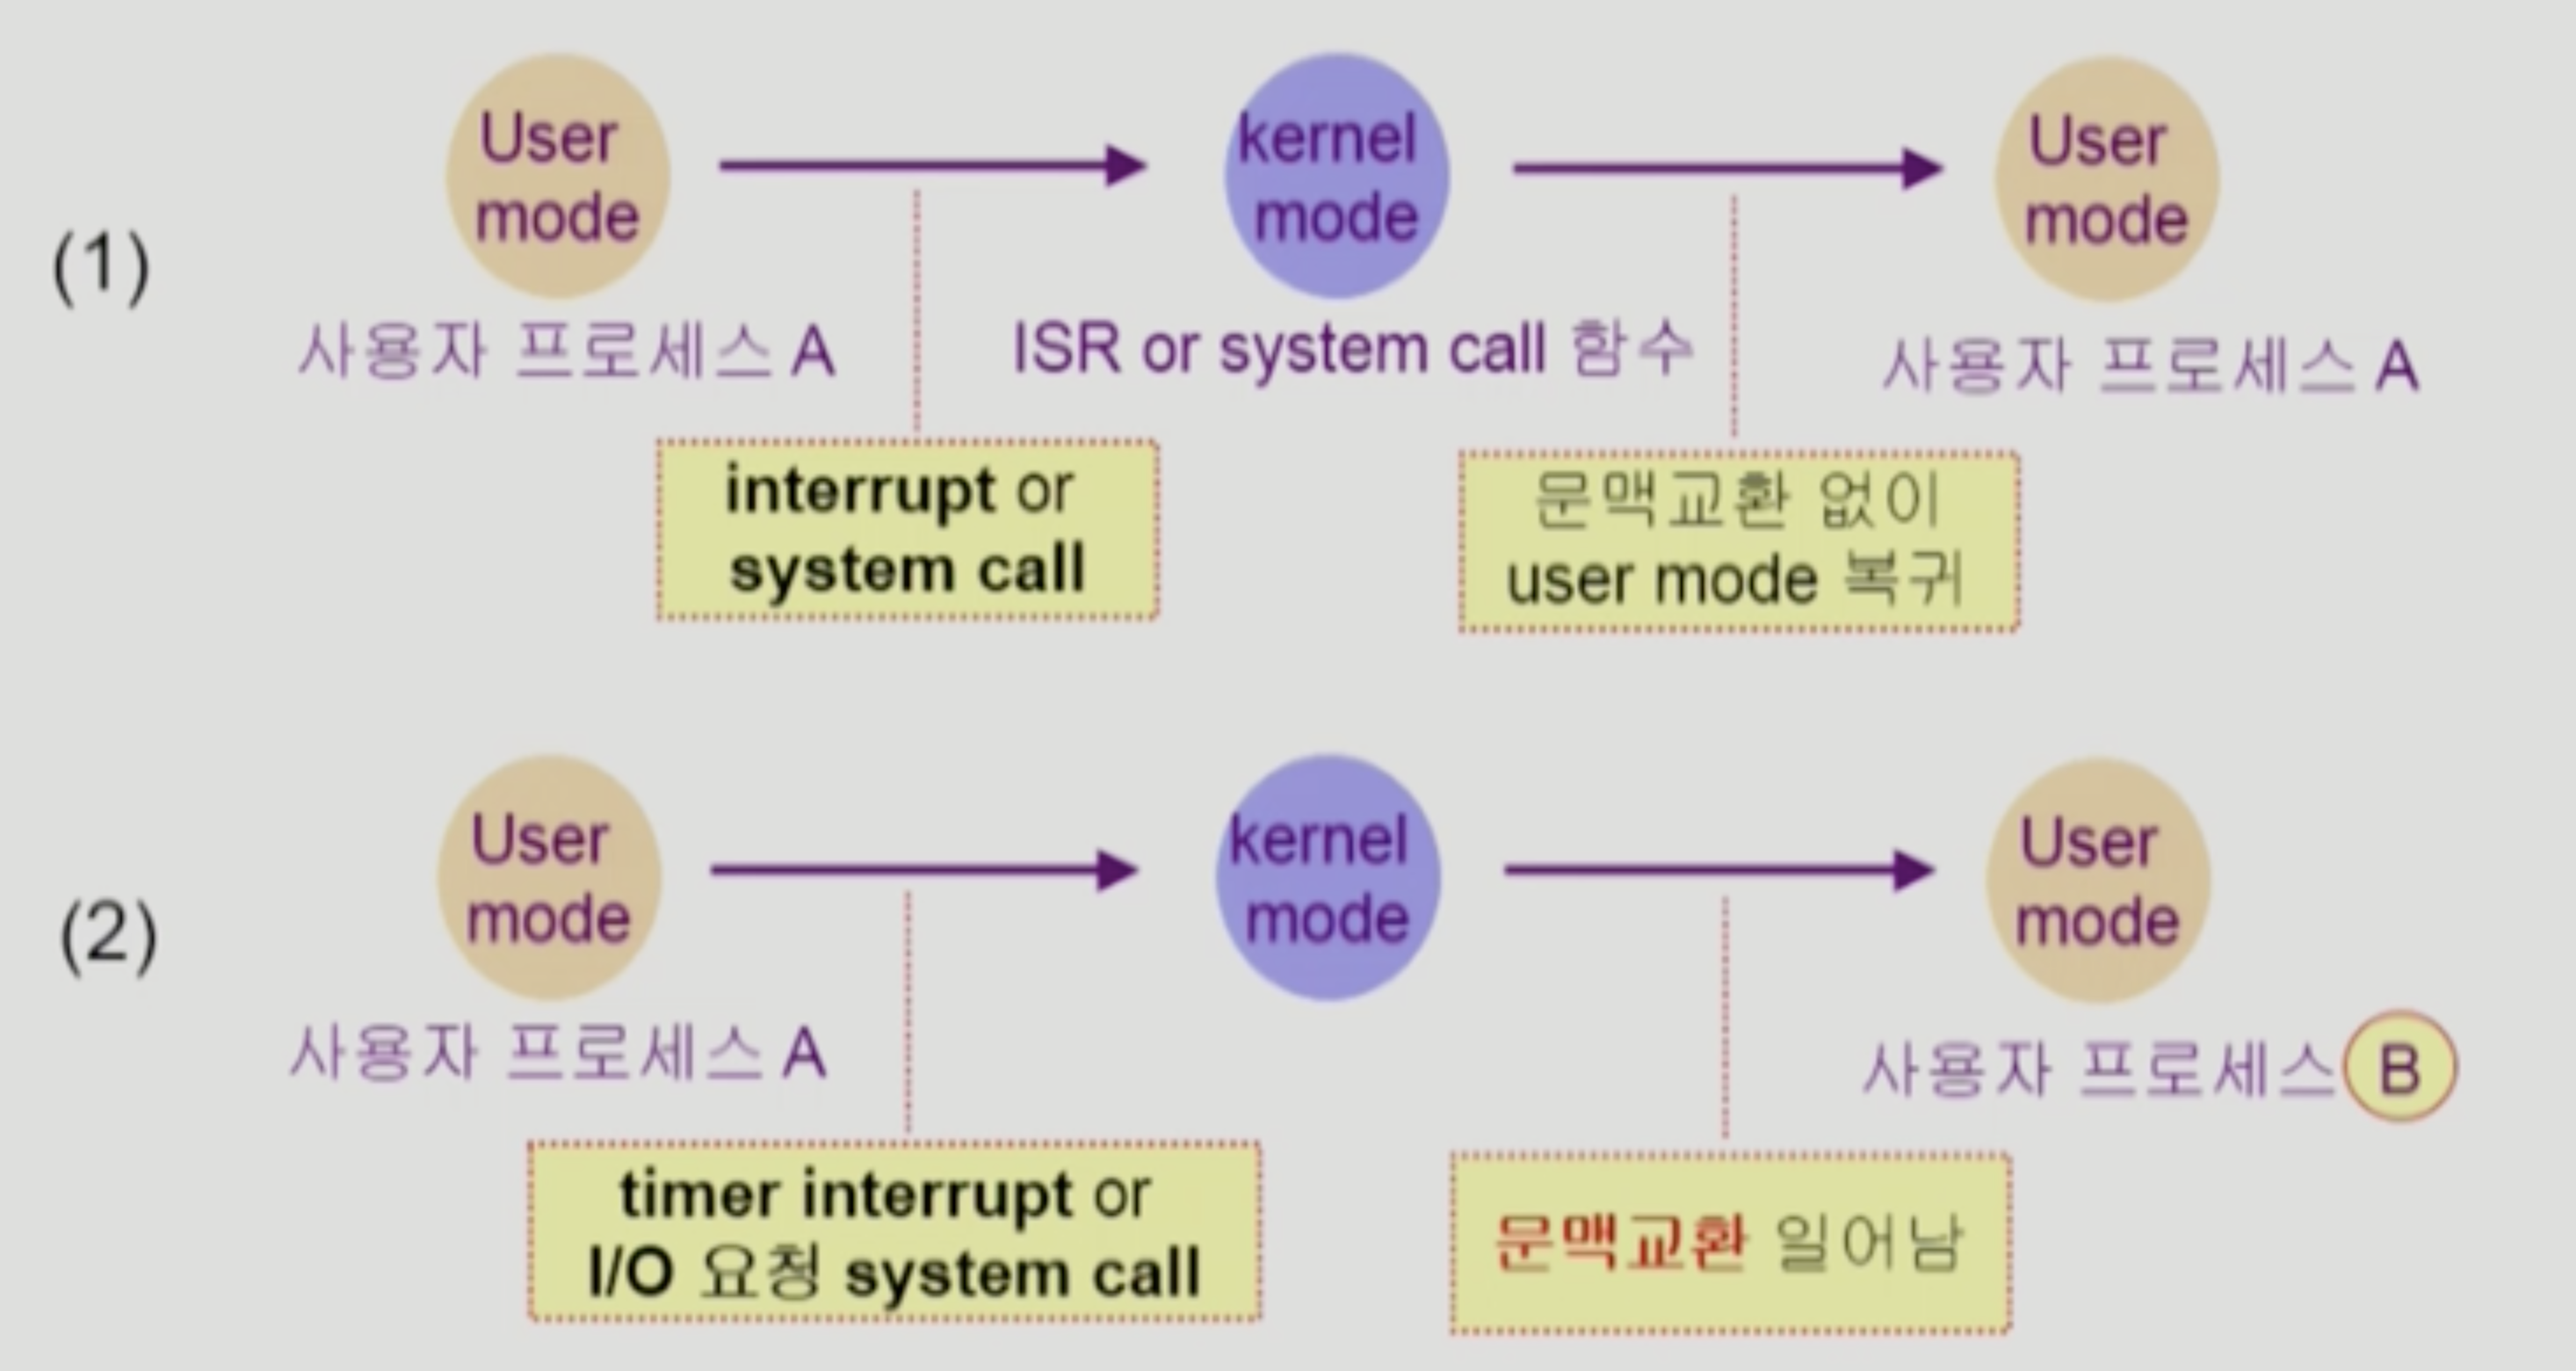 (1)
User
mode
kernel
mode
User
mode
사용자 프로세스 A
ISR or system call 함수
사용자 프로세스 A
interrupt or
system call
문맥교환 없이
user mode 복귀
(2)
User
mode
kernel
mode
User
mode
사용자 프로세스 A
사용자 프로세스 B
timer interrupt or
I/O 요청 system call
문맥교환 일어남